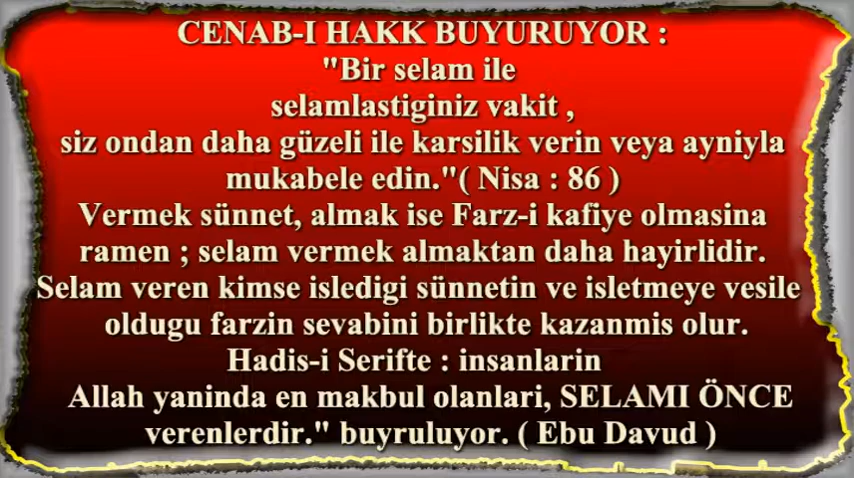 CENAB-I HAKK BUYURUYOR :
"Bir selam ile
selamlastiginiz vakit ,
siz ondan daha güzeli ile karsilik verin veya ayniyla
mukabele edin."( Nisa : 86 )
Vermek sünnet, almak ise Farz-i kafiye olmasina
ramen ; selam vermek almaktan daha hayirlidir.
Selam veren kimse isledigi sünnetin ve isletmeye vesile
oldugu farzin sevabini birlikte kazanmis olur.
Hadis-i Serifte : insanlarin
Allah yaninda en makbul olanlari, SELAMI ÖNCE
verenlerdir." buyruluyor. ( Ebu Davud )